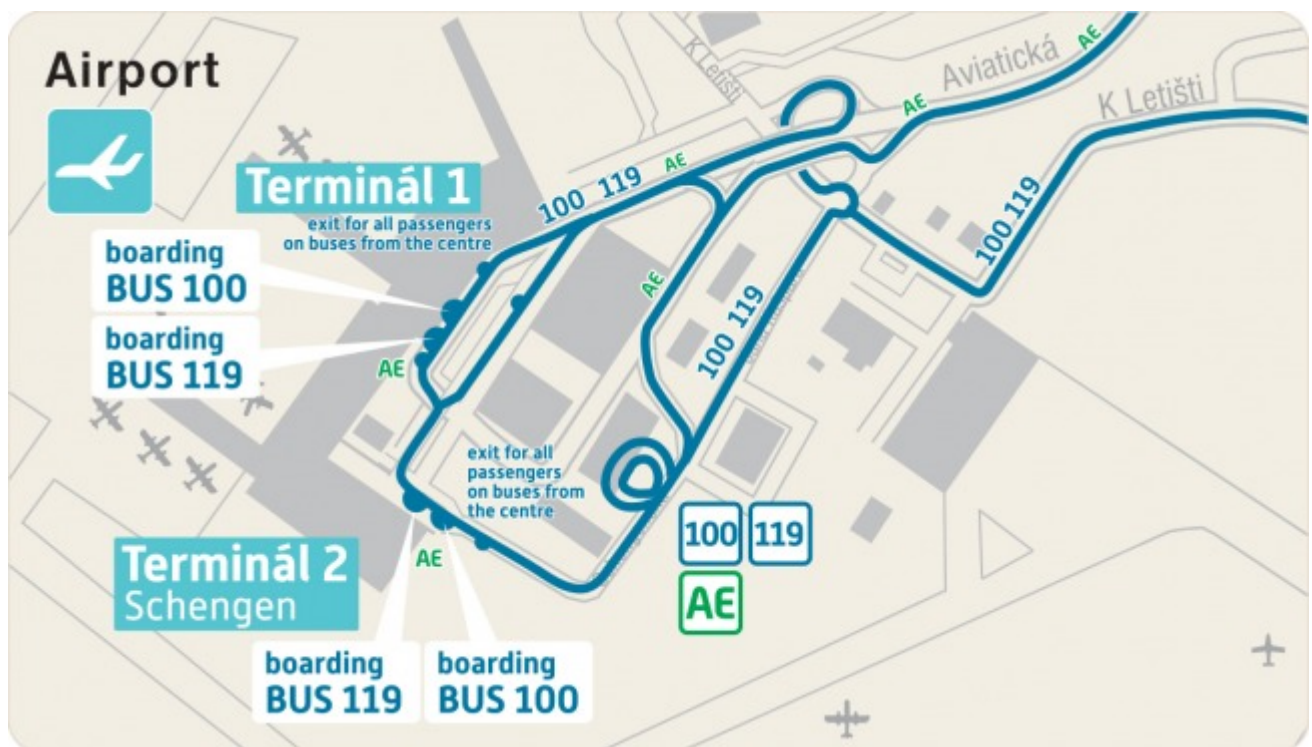 Airport
Terminál 1
exit for all passengers
on buses from the centre
boarding
BUS 100
boarding
BUS 119
AE
K Letišti
Aviatická
AE
AE
K Letišti
100 119
AE
100 119
AE
100 119
exit for all
passengers
on buses from
the centre
AE
Terminál 2
Schengen
boarding
BUS 119
boarding
BUS 100
100
119
AE